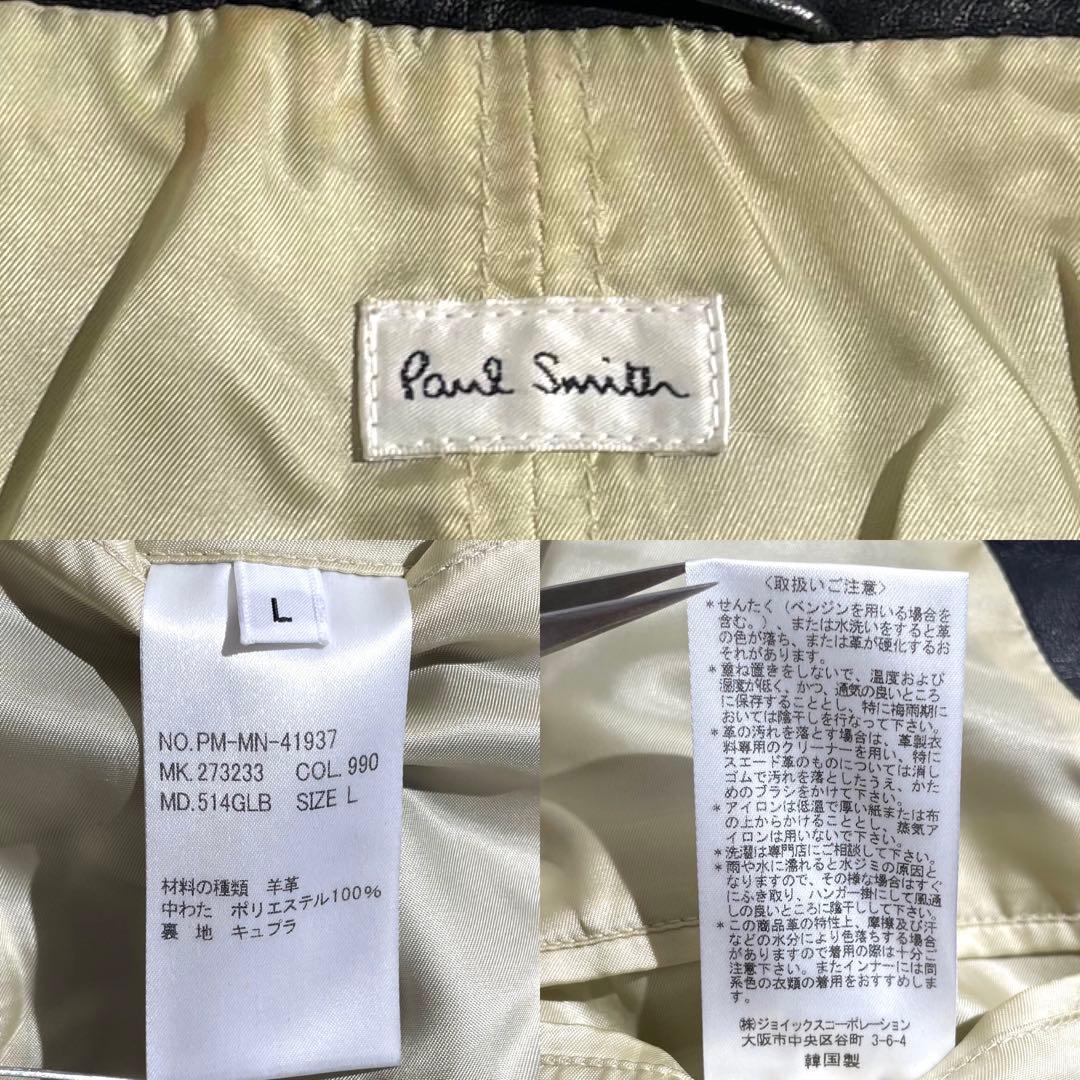 Paul Smith
L
NO.PM-MN-41937
MK.273233 COL.990
MD.514GLB SIZE L
材料の種類 羊革
中わた ポリエステル100%
裏 地 キュプラ
〈取扱いご注意〉
*せんたく（ベンジンを用いる場合を
含む。）、または水洗いをすると革
の色が落ち、または革が硬化するお
それがあります。
*重ね置きをしないで、温度および
湿度が低く、かつ、通気の良いところ
に保存することとし、特に梅雨期に
おいては陰干しを行なって下さい。
*革の汚れを落とす場合は、革製衣
料専用のクリーナーを用い、特に
スエード革のものについては消し
ゴムで汚れを落としたうえ、かた
めのブラシをかけて下さい。
*アイロンは低温で厚い紙または布
の上からかけることとし、蒸気ア
イロンは用いないで下さい。
*洗濯は専門店にご相談して下さい。
*雨や水に濡れると水ジミの原因と
なりますので、その様な場合はすぐ
にふき取り、ハンガー掛にして風通
しの良いところに陰干しして下さい。
*この商品革の特性上、摩擦及び汗
などの水分により色落ちする場合
がありますので着用の際は十分ご
注意下さい。またインナーには同
系色の衣類の着用をおすすめしま
す。
㈱ジョイックスコーポレーション
大阪市中央区谷町 3-6-4
韓国製